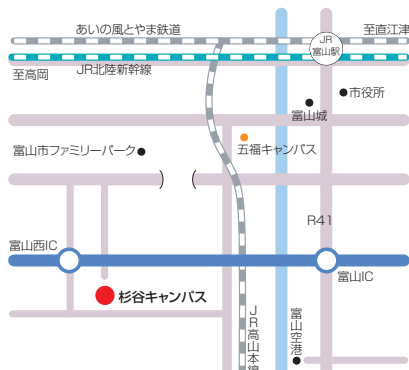 あいの風とやま鉄道
至直江津
JR
富山駅
至高岡
JR北陸新幹線
市役所
富山城
富山市ファミリーパーク
五福キャンパス
R41
富山西IC
富山IC
杉谷キャンパス
JR高山本線
富山空港